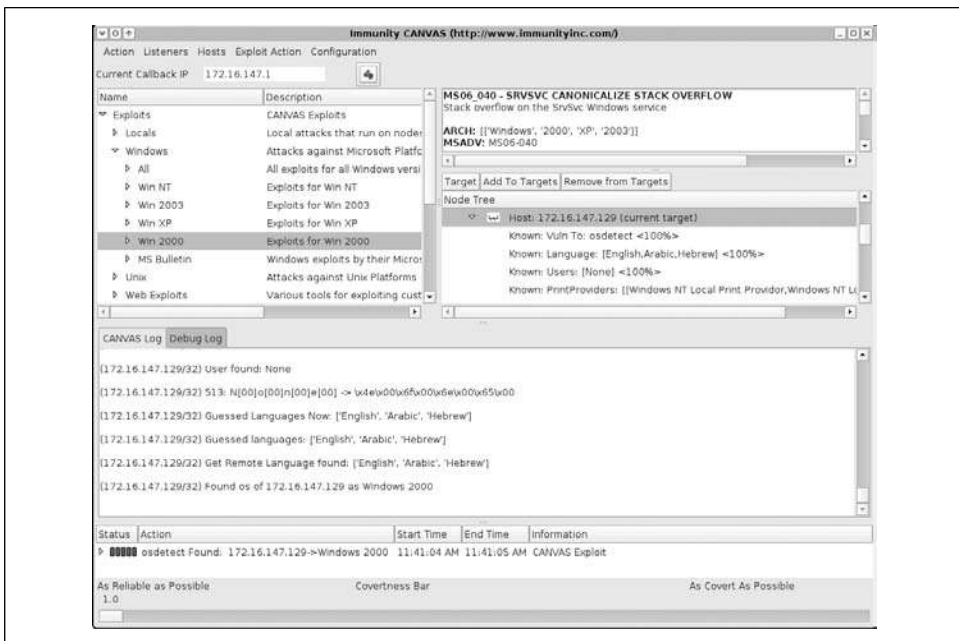 Immunity CANVAS (http://www.immunityinc.com/)
Action Listeners Hosts Exploit Action Configuration
Current Callback IP 172.16.147.1
Name Description
Exploits CANVAS Exploits
Locals Local attacks that run on nodes
Windows Attacks against Microsoft Platfc
All All exploits for all Windows versi
Win NT Exploits for Win NT
Win 2003 Exploits for Win 2003
Win XP Exploits for Win XP
Win 2000 Exploits for Win 2000
MS Bulletin Windows exploits by their Micros
Unix Attacks against Unix Platforms
Web Exploits Various tools for exploiting cust
MS06_040 - SRVSVC CANONICALIZE STACK OVERFLOW
Stack overflow on the SrvSvc Windows service
ARCH: [['Windows', '2000', 'XP', '2003']]
MSADV: MS06-040
Target Add To Targets Remove from Targets
Node Tree
Host: 172.16.147.129 (current target)
Known: Vuln To: osdetect <100%>
Known: Language: [English,Arabic,Hebrew] <100%>
Known: Users: [None] <100%>
Known: PrintProviders: [[Windows NT Local Print Providor,Windows NT L
CANVAS Log Debug Log
(172.16.147.129/32) User found: None
(172.16.147.129/32) 513: N[00]o[00]n[00]e[00] -> \x4e\x00\x6f\x00\x6e\x00\x65\x00
(172.16.147.129/32) Guessed Languages Now: ['English', 'Arabic', 'Hebrew']
(172.16.147.129/32) Guessed languages: ['English', 'Arabic', 'Hebrew']
(172.16.147.129/32) Get Remote Language found: ['English', 'Arabic', 'Hebrew']
(172.16.147.129/32) Found os of 172.16.147.129 as Windows 2000
Status Action Start Time End Time Information
osdetect Found: 172.16.147.129->Windows 2000 11:41:04 AM 11:41:05 AM CANVAS Exploit
As Reliable as Possible Covertness Bar As Covert As Possible
1.0